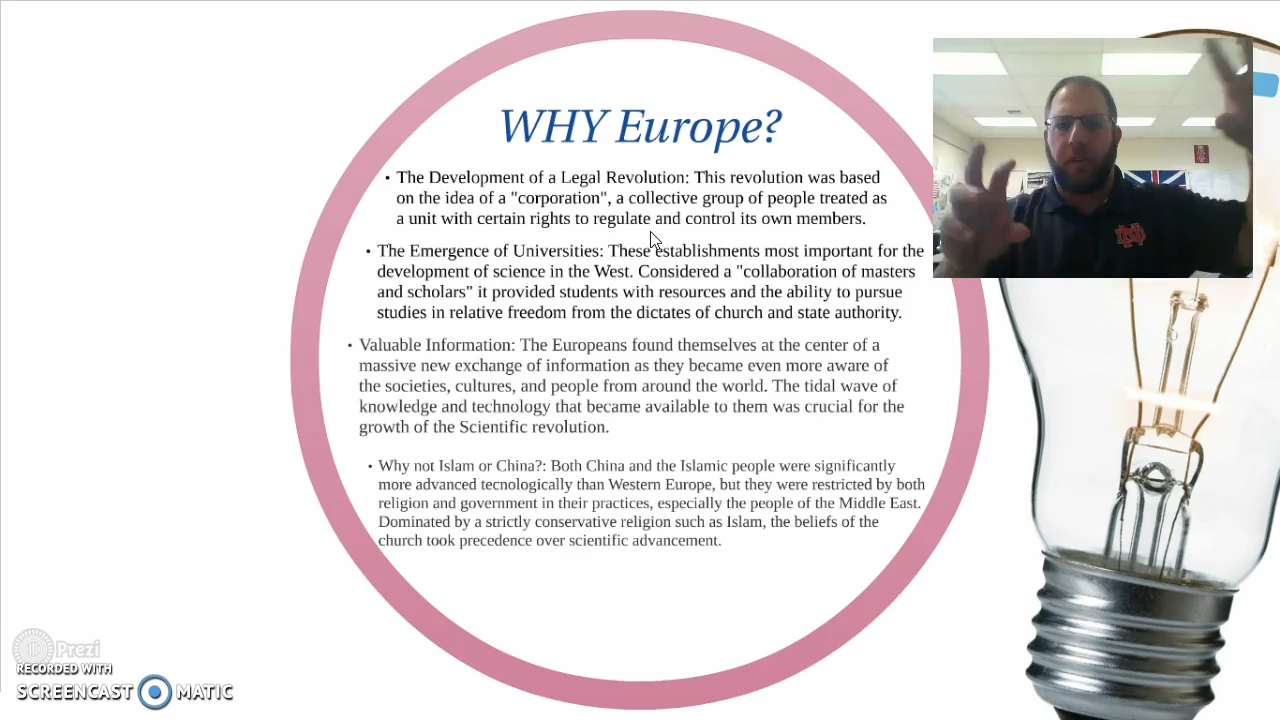 WHY Europe?
• The Development of a Legal Revolution: This revolution was based
on the idea of a "corporation", a collective group of people treated as
a unit with certain rights to regulate and control its own members.
• The Emergence of Universities: These establishments most important for the
development of science in the West. Considered a "collaboration of masters
and scholars" it provided students with resources and the ability to pursue
studies in relative freedom from the dictates of church and state authority.
• Valuable Information: The Europeans found themselves at the center of a
massive new exchange of information as they became even more aware of
the societies, cultures, and people from around the world. The tidal wave of
knowledge and technology that became available to them was crucial for the
growth of the Scientific revolution.
• Why not Islam or China?: Both China and the Islamic people were significantly
more advanced tecnologically than Western Europe, but they were restricted by both
religion and government in their practices, especially the people of the Middle East.
Dominated by a strictly conservative religion such as Islam, the beliefs of the
church took precedence over scientific advancement.
Prezi
RECORDED WITH
SCREENCAST MATIC